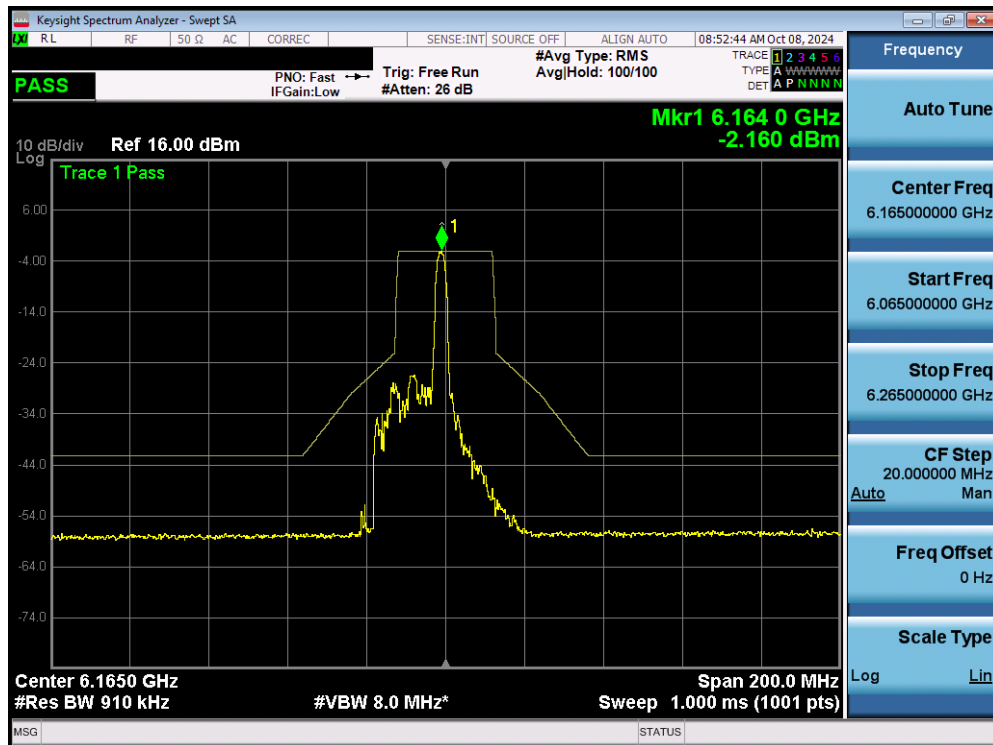 Keysight Spectrum Analyzer - Swept SA
LXI RL RF 50 Ω AC CORREC SENSE:INT SOURCE OFF ALIGN AUTO 08:52:44 AM Oct 08, 2024
PASS
PNO: Fast
IFGain:Low
Trig: Free Run
#Atten: 26 dB
#Avg Type: RMS
Avg|Hold: 100/100
TRACE 1 2 3 4 5 6
TYPE A WWWWW
DET A P N N N N
Mkr1 6.164 0 GHz
-2.160 dBm
10 dB/div Ref 16.00 dBm
Log
Trace 1 Pass
1
6.00
-4.00
-14.0
-24.0
-34.0
-44.0
-54.0
-64.0
-74.0
Center 6.1650 GHz Span 200.0 MHz
#Res BW 910 kHz #VBW 8.0 MHz* Sweep 1.000 ms (1001 pts)
MSG STATUS
Frequency
Auto Tune
Center Freq
6.165000000 GHz
Start Freq
6.065000000 GHz
Stop Freq
6.265000000 GHz
CF Step
20.000000 MHz
Auto Man
Freq Offset
0 Hz
Scale Type
Log Lin